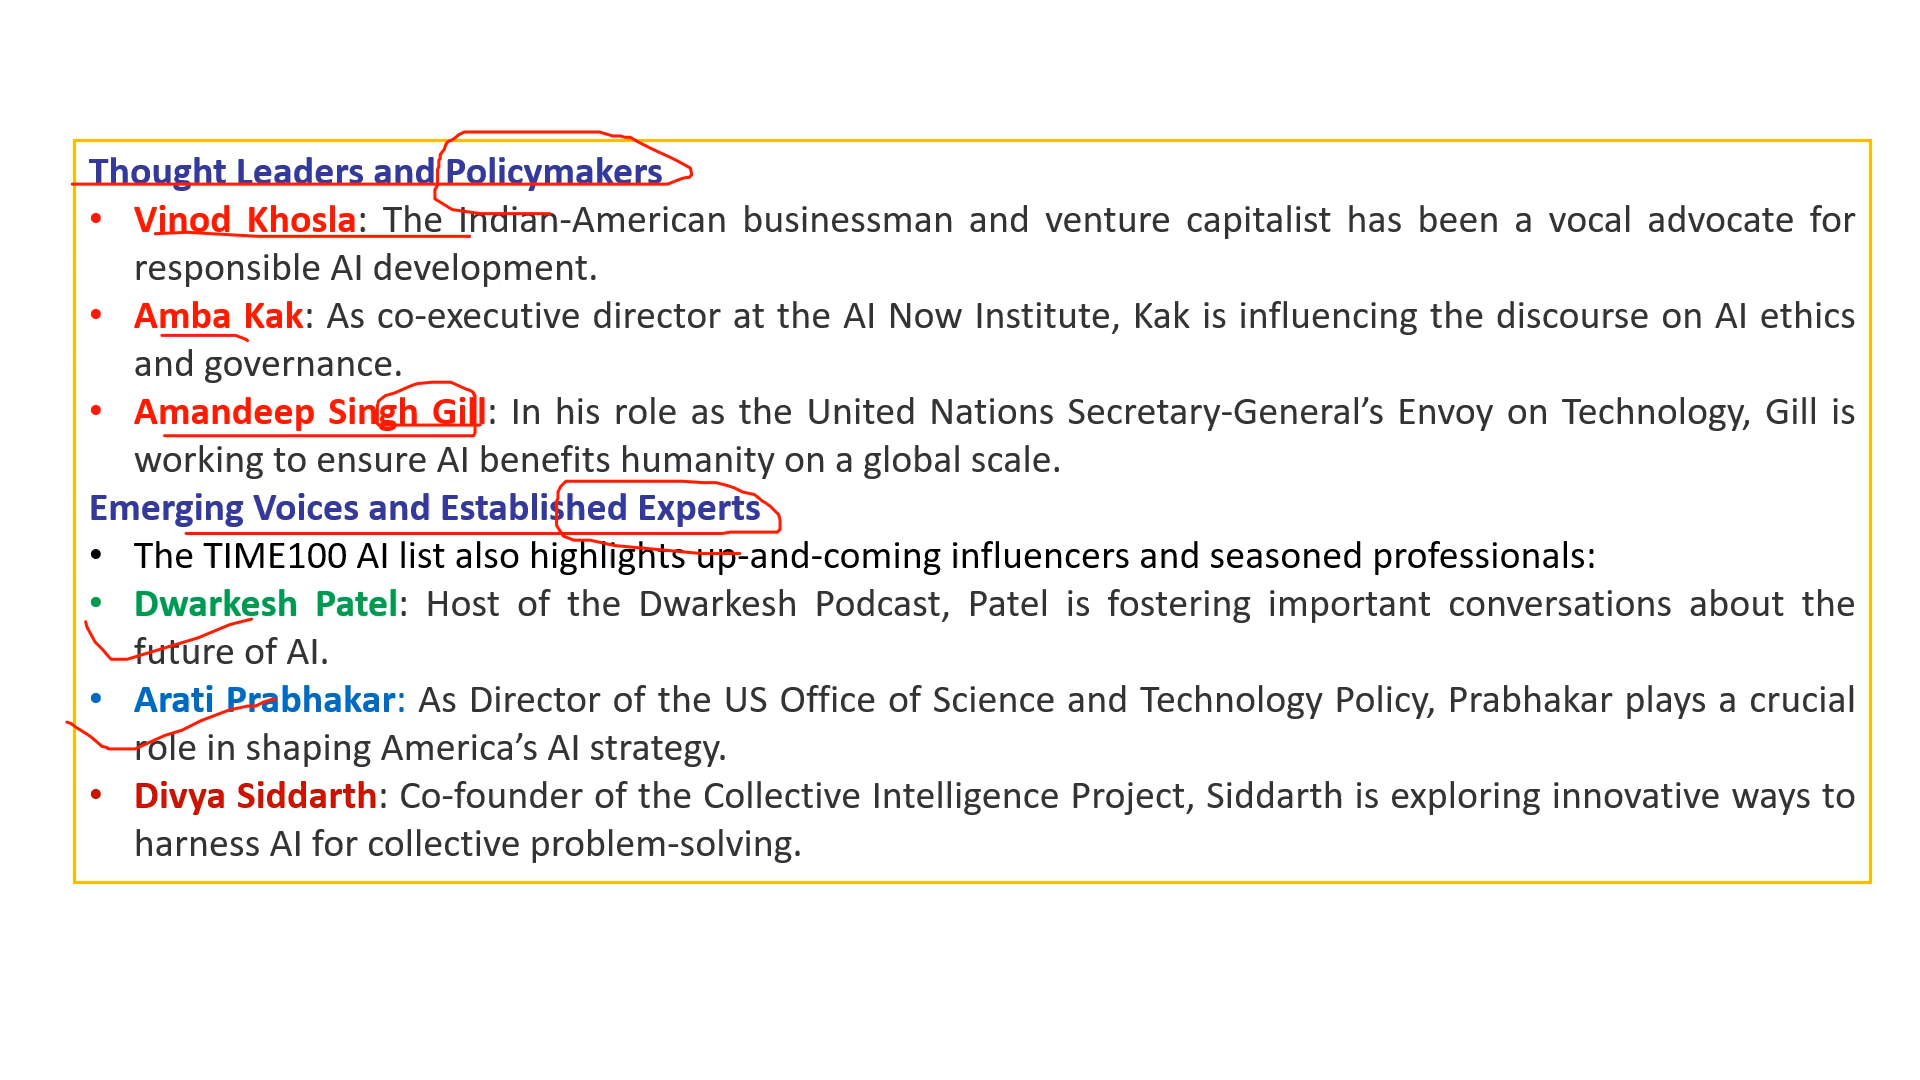 Thought Leaders and Policymakers
• Vinod Khosla: The Indian-American businessman and venture capitalist has been a vocal advocate for
responsible AI development.
• Amba Kak: As co-executive director at the AI Now Institute, Kak is influencing the discourse on AI ethics
and governance.
• Amandeep Singh Gill: In his role as the United Nations Secretary-General’s Envoy on Technology, Gill is
working to ensure AI benefits humanity on a global scale.
Emerging Voices and Established Experts
• The TIME100 AI list also highlights up-and-coming influencers and seasoned professionals:
• Dwarkesh Patel: Host of the Dwarkesh Podcast, Patel is fostering important conversations about the
future of AI.
• Arati Prabhakar: As Director of the US Office of Science and Technology Policy, Prabhakar plays a crucial
role in shaping America’s AI strategy.
• Divya Siddarth: Co-founder of the Collective Intelligence Project, Siddarth is exploring innovative ways to
harness AI for collective problem-solving.